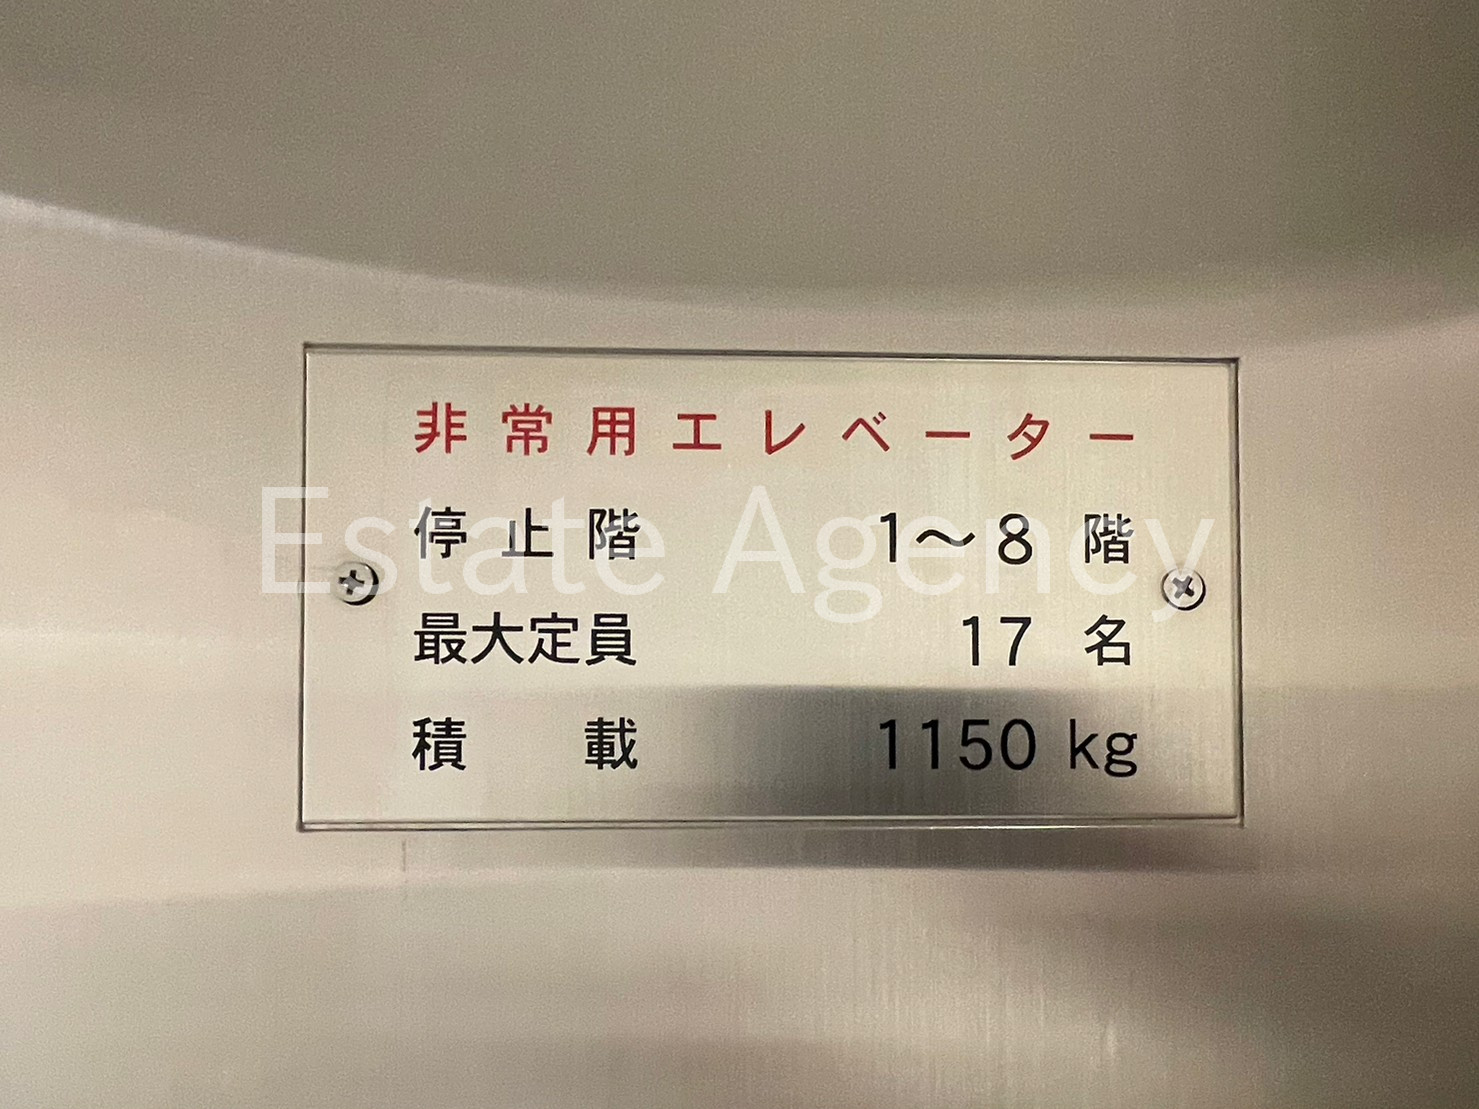 非常用エレベーター
停止階 1～8 階
Estate Agency
最大定員 17 名
積載 1150 kg